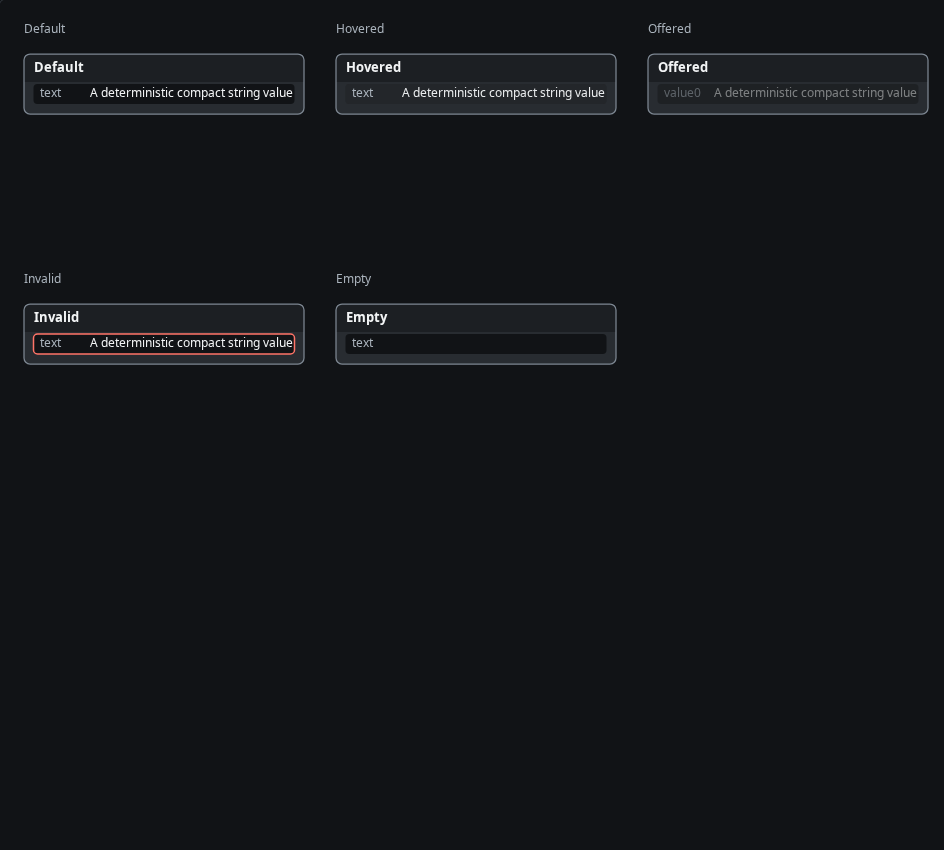 Default Hovered Offered
Default Hovered Offered
text A deterministic compact string value text A deterministic compact string value value0 A deterministic compact string value
Invalid Empty
Invalid Empty
text A deterministic compact string value text